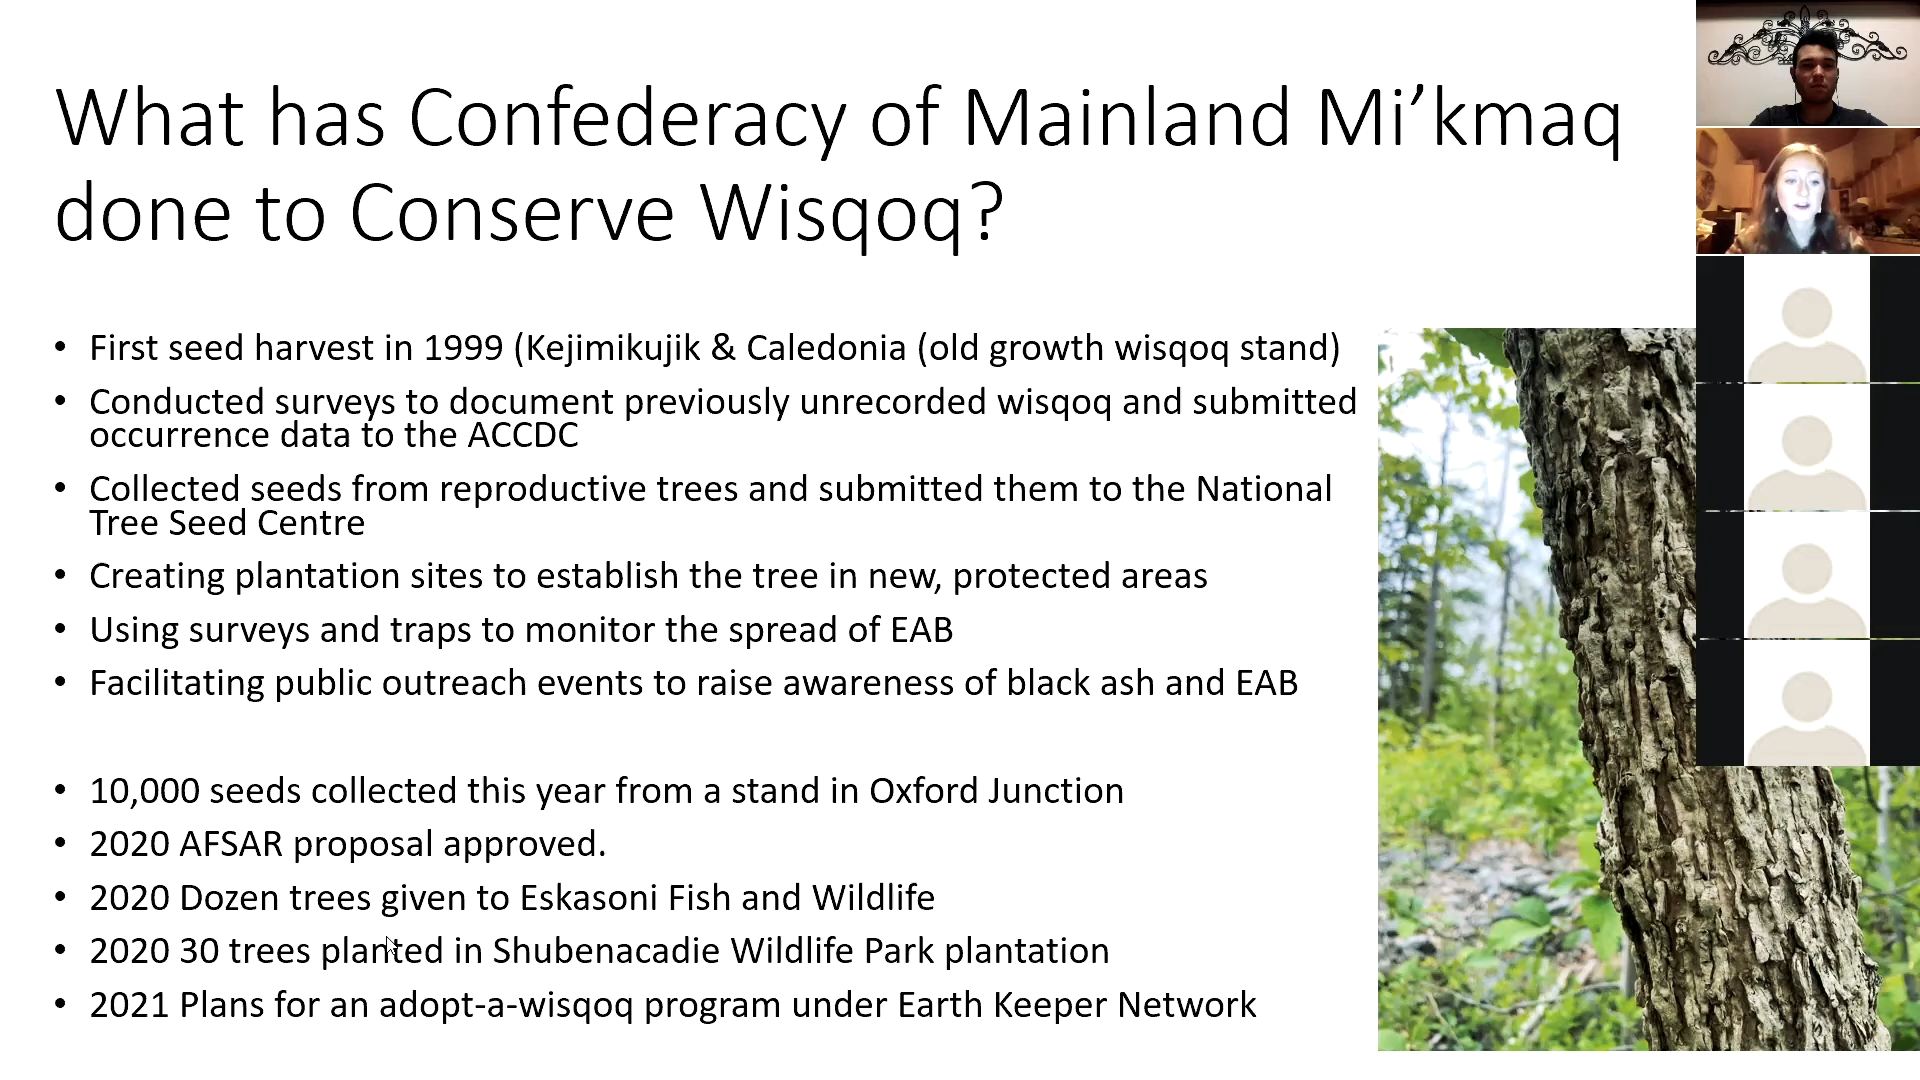 What has Confederacy of Mainland Mi’kmaq
done to Conserve Wisqoq?
• First seed harvest in 1999 (Kejimikujik & Caledonia (old growth wisqoq stand)
• Conducted surveys to document previously unrecorded wisqoq and submitted
occurrence data to the ACCDC
• Collected seeds from reproductive trees and submitted them to the National
Tree Seed Centre
• Creating plantation sites to establish the tree in new, protected areas
• Using surveys and traps to monitor the spread of EAB
• Facilitating public outreach events to raise awareness of black ash and EAB
• 10,000 seeds collected this year from a stand in Oxford Junction
• 2020 AFSAR proposal approved.
• 2020 Dozen trees given to Eskasoni Fish and Wildlife
• 2020 30 trees planted in Shubenacadie Wildlife Park plantation
• 2021 Plans for an adopt-a-wisqoq program under Earth Keeper Network